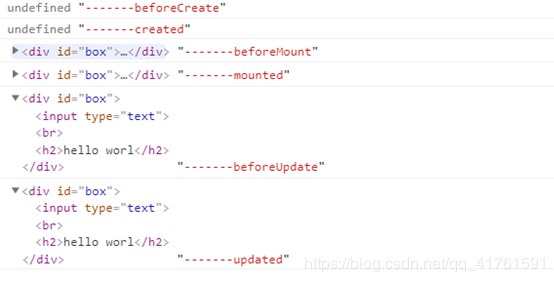 undefined "-------beforeCreate"
undefined "-------created"
▶<div id="box">…</div> "-------beforeMount"
▶<div id="box">…</div> "-------mounted"
▼<div id="box">
<input type="text">
<br>
<h2>hello worl</h2>
</div> "-------beforeUpdate"
▼<div id="box">
<input type="text">
<br>
<h2>hello worl</h2>
</div> "-------updated"
https://blog.csdn.net/qq_41761591